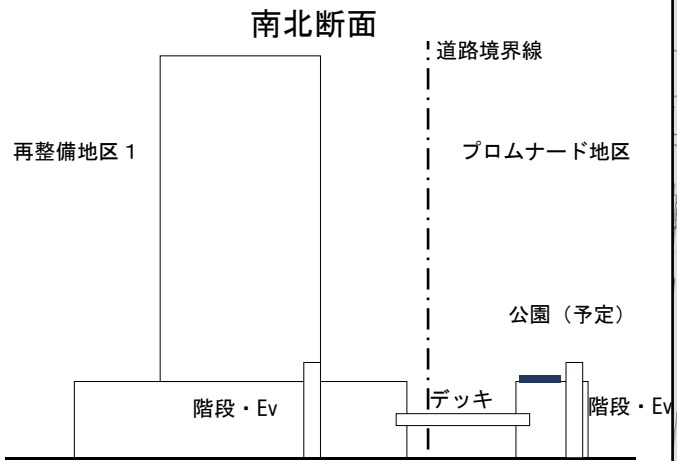 南北断面
道路境界線
再整備地区1
プロムナード地区
公園（予定）
階段・Ev
デッキ
階段・Ev